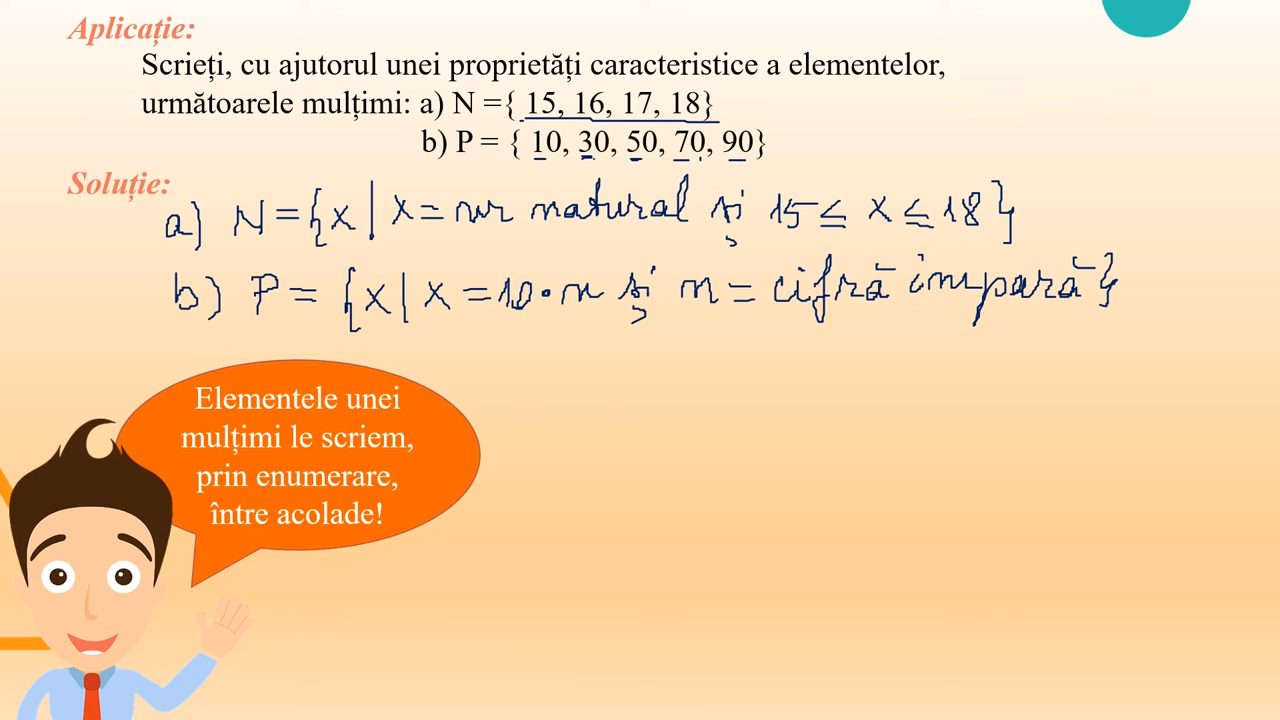 Aplicație:
Scrieți, cu ajutorul unei proprietăți caracteristice a elementelor,
următoarele mulțimi: a) N ={ 15, 16, 17, 18}
b) P = { 10, 30, 50, 70, 90}
Soluție:
a) N = {x | x = nr natural și 15 ≤ x ≤ 18}
b) P = {x | x = 10 · n și n = cifră impară}
Elementele unei
mulțimi le scriem,
prin enumerare,
între acolade!